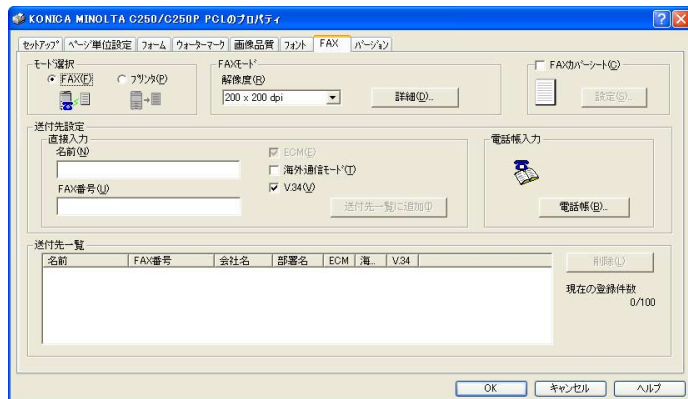 KONICA MINOLTA C250/C250P PCLのプロパティ
セットアップ ページ単位設定 フォーム ウォーターマーク 画像品質 フォント FAX バージョン
モード選択
FAX(F) プリンタ(P)
FAXモード
解像度(R)
200 x 200 dpi 詳細(D)...
FAXカバーシート(C)
設定(S)...
送付先設定
直接入力
名前(N)
FAX番号(U)
ECM(E)
海外通信モード(T)
V.34(V)
送付先一覧に追加(I)
電話帳入力
電話帳(B)...
送付先一覧
名前 FAX番号 会社名 部署名 ECM 海... V.34
削除(L)
現在の登録件数
0/100
OK キャンセル ヘルプ